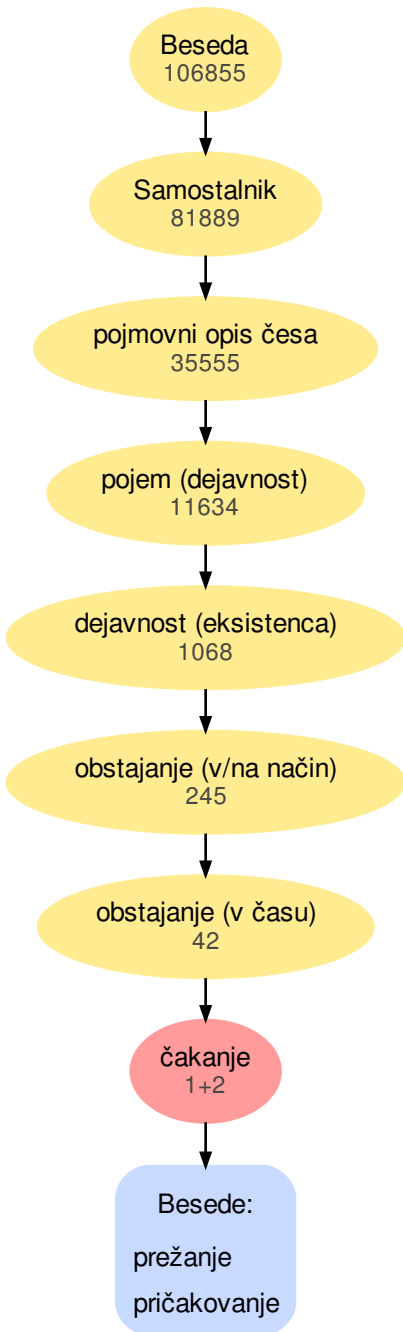 Beseda
106855
Samostalnik
81889
pojmovni opis česa
35555
pojem (dejavnost)
11634
dejavnost (eksistenca)
1068
obstajanje (v/na način)
245
obstajanje (v času)
42
čakanje
1+2
Besede:
prežanje
pričakovanje